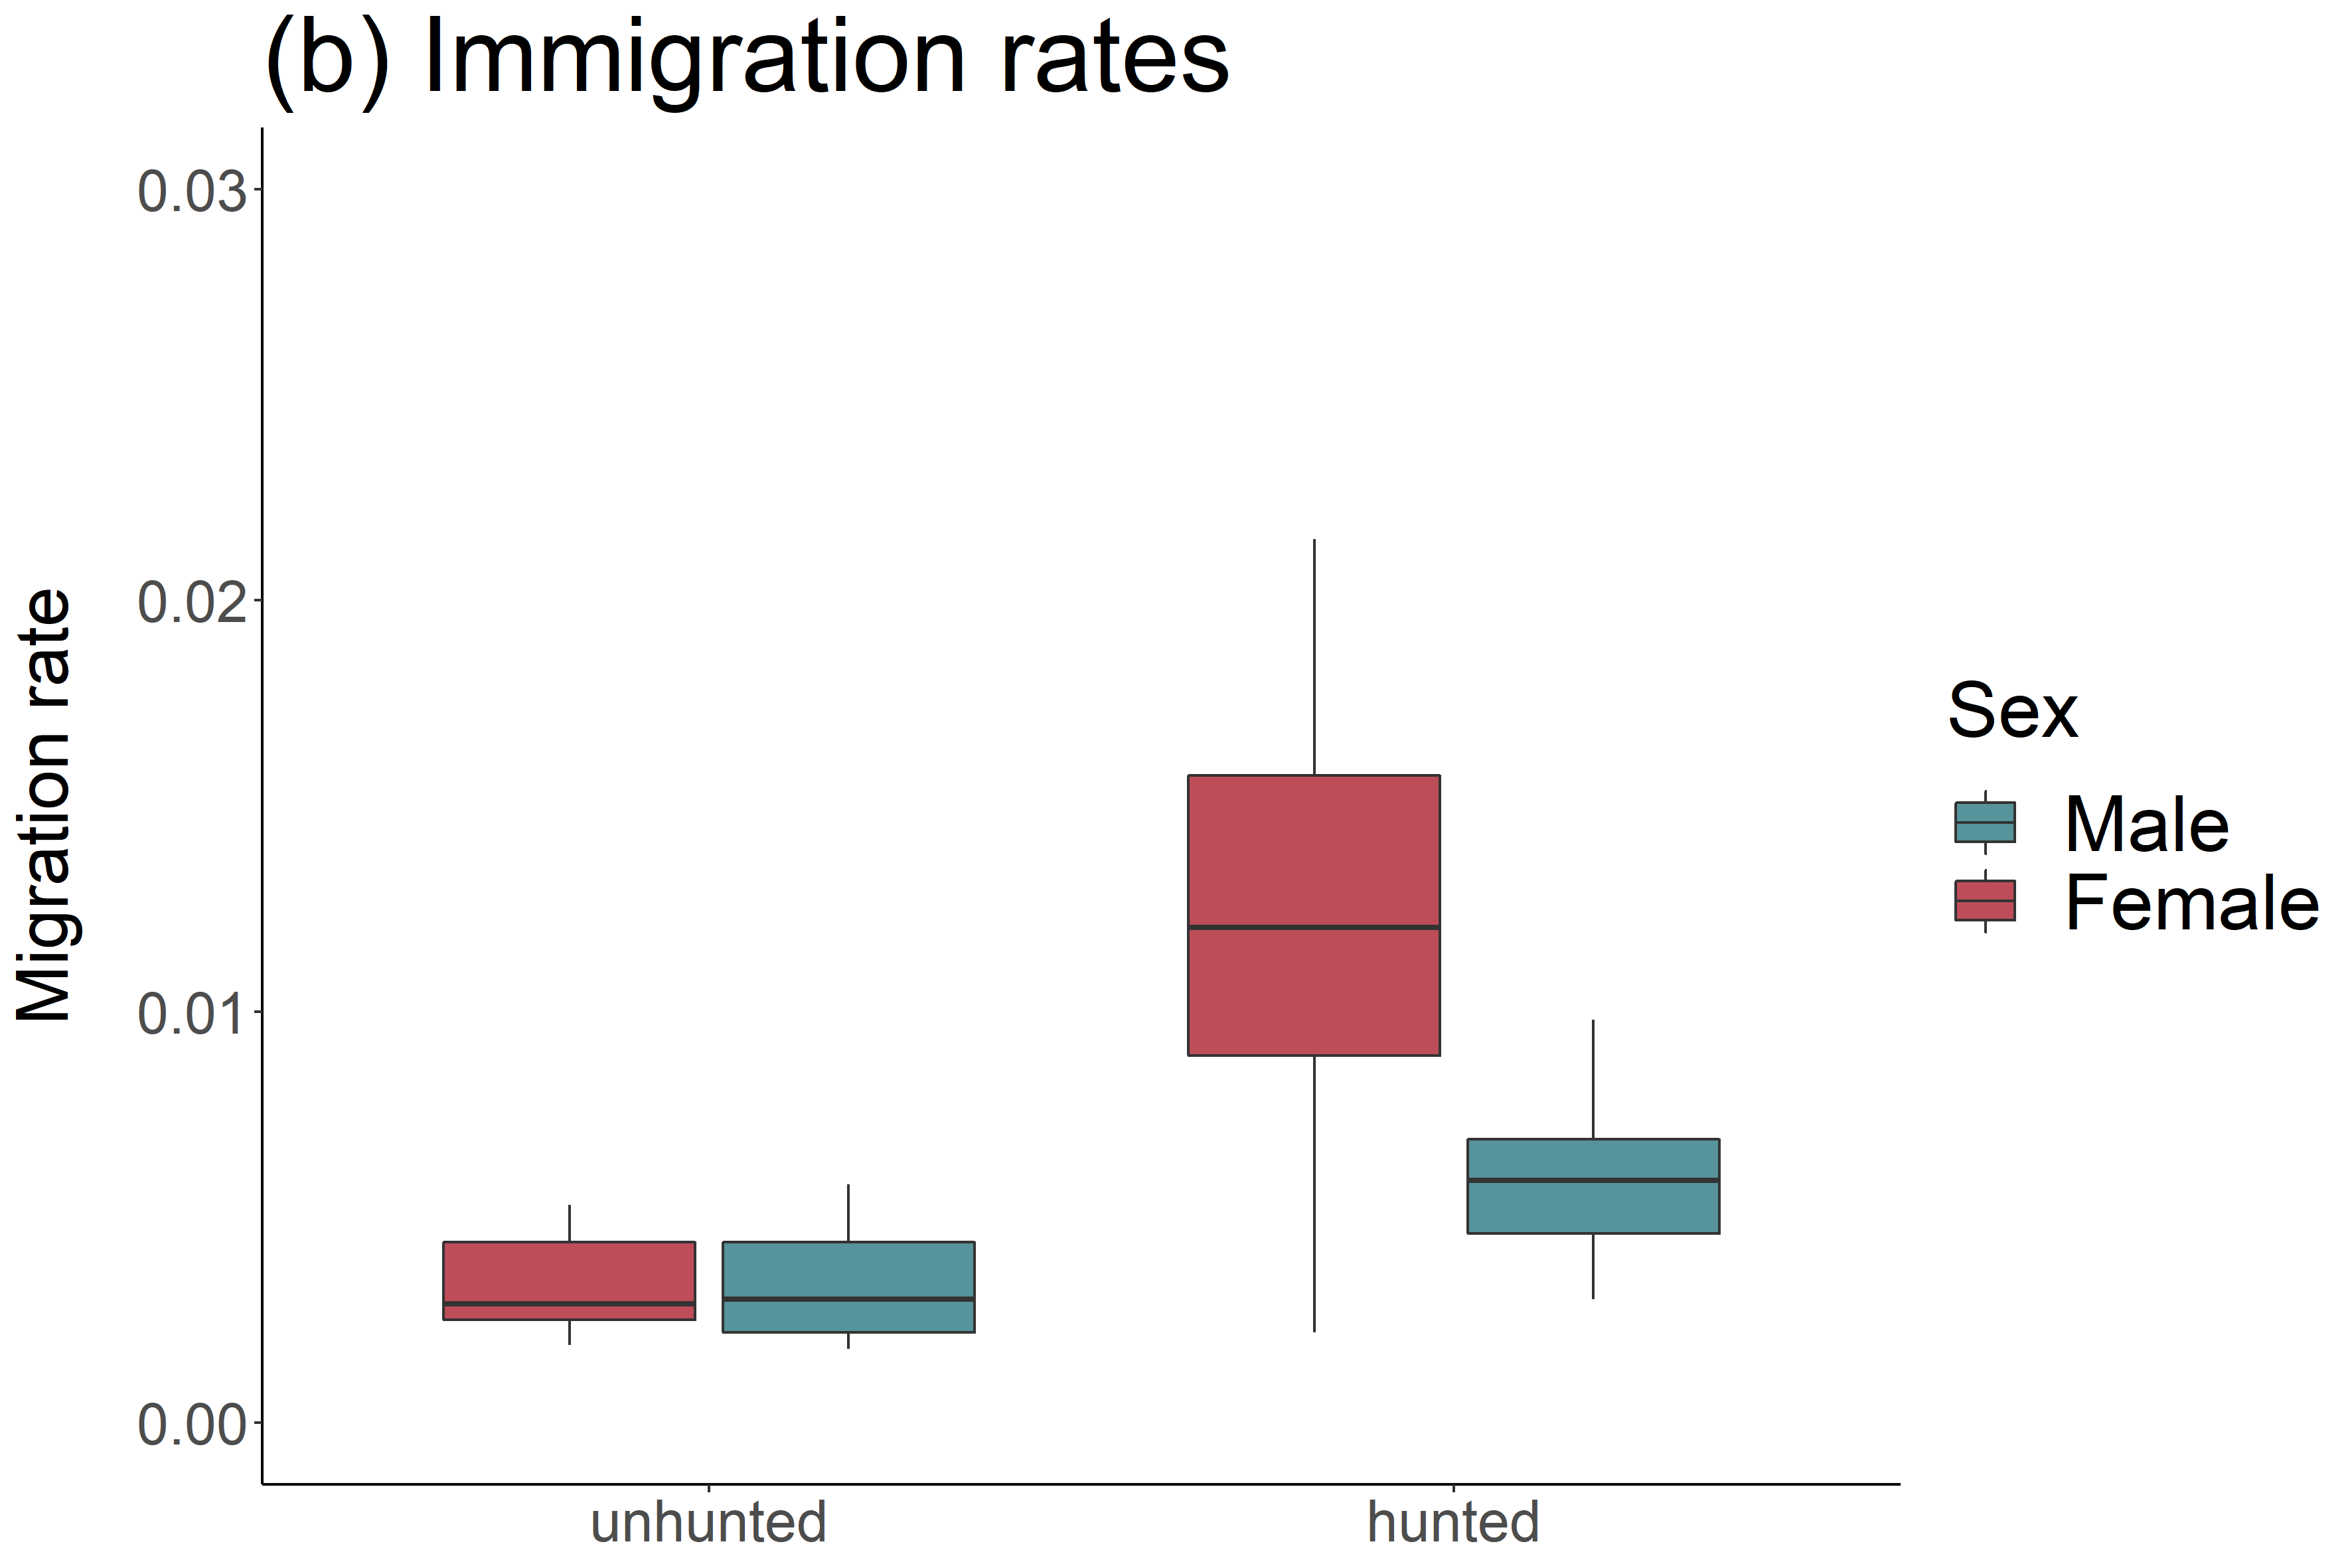 (b) Immigration rates
Migration rate
0.03
0.02
0.01
0.00
unhunted
hunted
Sex
Male
Female